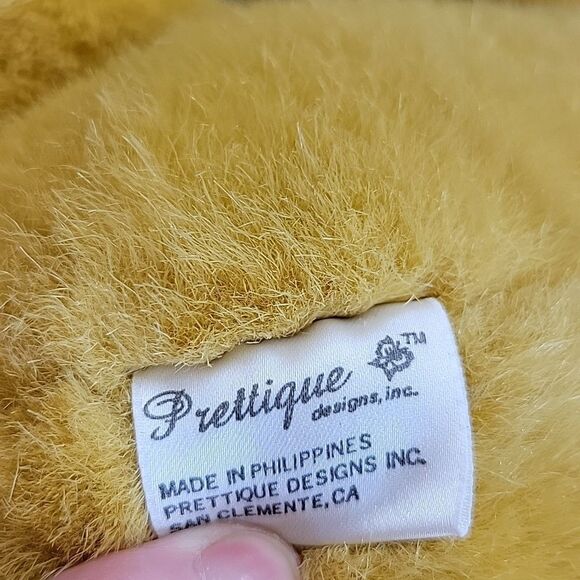 Prettique TM
designs, inc.
MADE IN PHILIPPINES
PRETTIQUE DESIGNS INC.
SAN CLEMENTE, CA